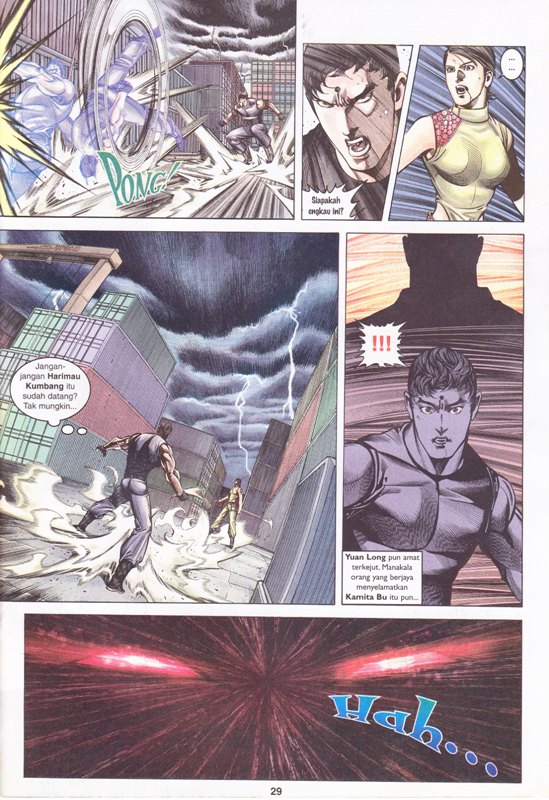 PONG!
Siapakah
engkau ini?
...
...
Jangan-
jangan Harimau
Kumbang itu
sudah datang?
Tak mungkin...
!!!
Yuan Long pun amat
terkejut. Manakala
orang yang berjaya
menyelamatkan
Kamita Bu itu pun...
Hah...
29